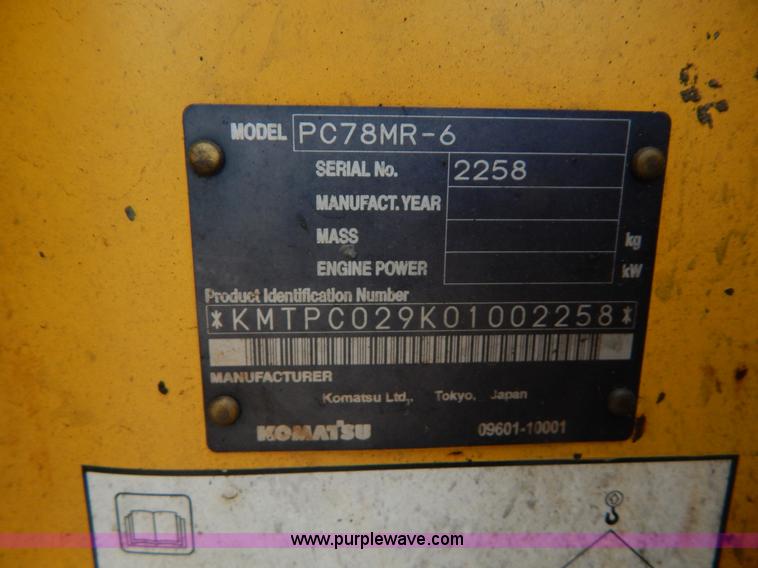 MODEL PC78MR-6
SERIAL No. 2258
MANUFACT.YEAR
MASS kg
ENGINE POWER kW
Product Identification Number
*KMTPC029K01002258*
MANUFACTURER
Komatsu Ltd., Tokyo, Japan
KOMATSU 09601-10001
www.purplewave.com